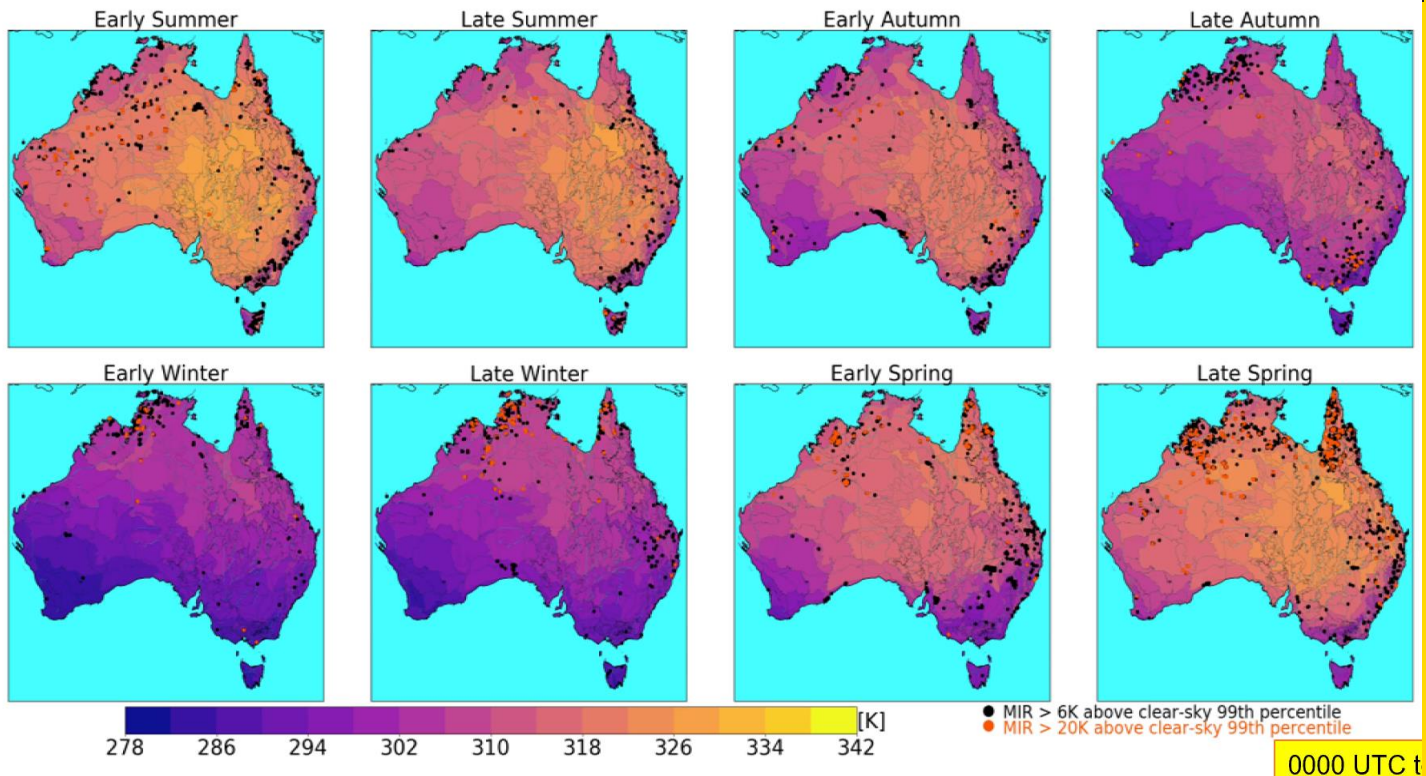 Early Summer
Late Summer
Early Autumn
Late Autumn
Early Winter
Late Winter
Early Spring
Late Spring
278 286 294 302 310 318 326 334 342
[K]
MIR > 6K above clear-sky 99th percentile
MIR > 20K above clear-sky 99th percentile
0000 UTC t